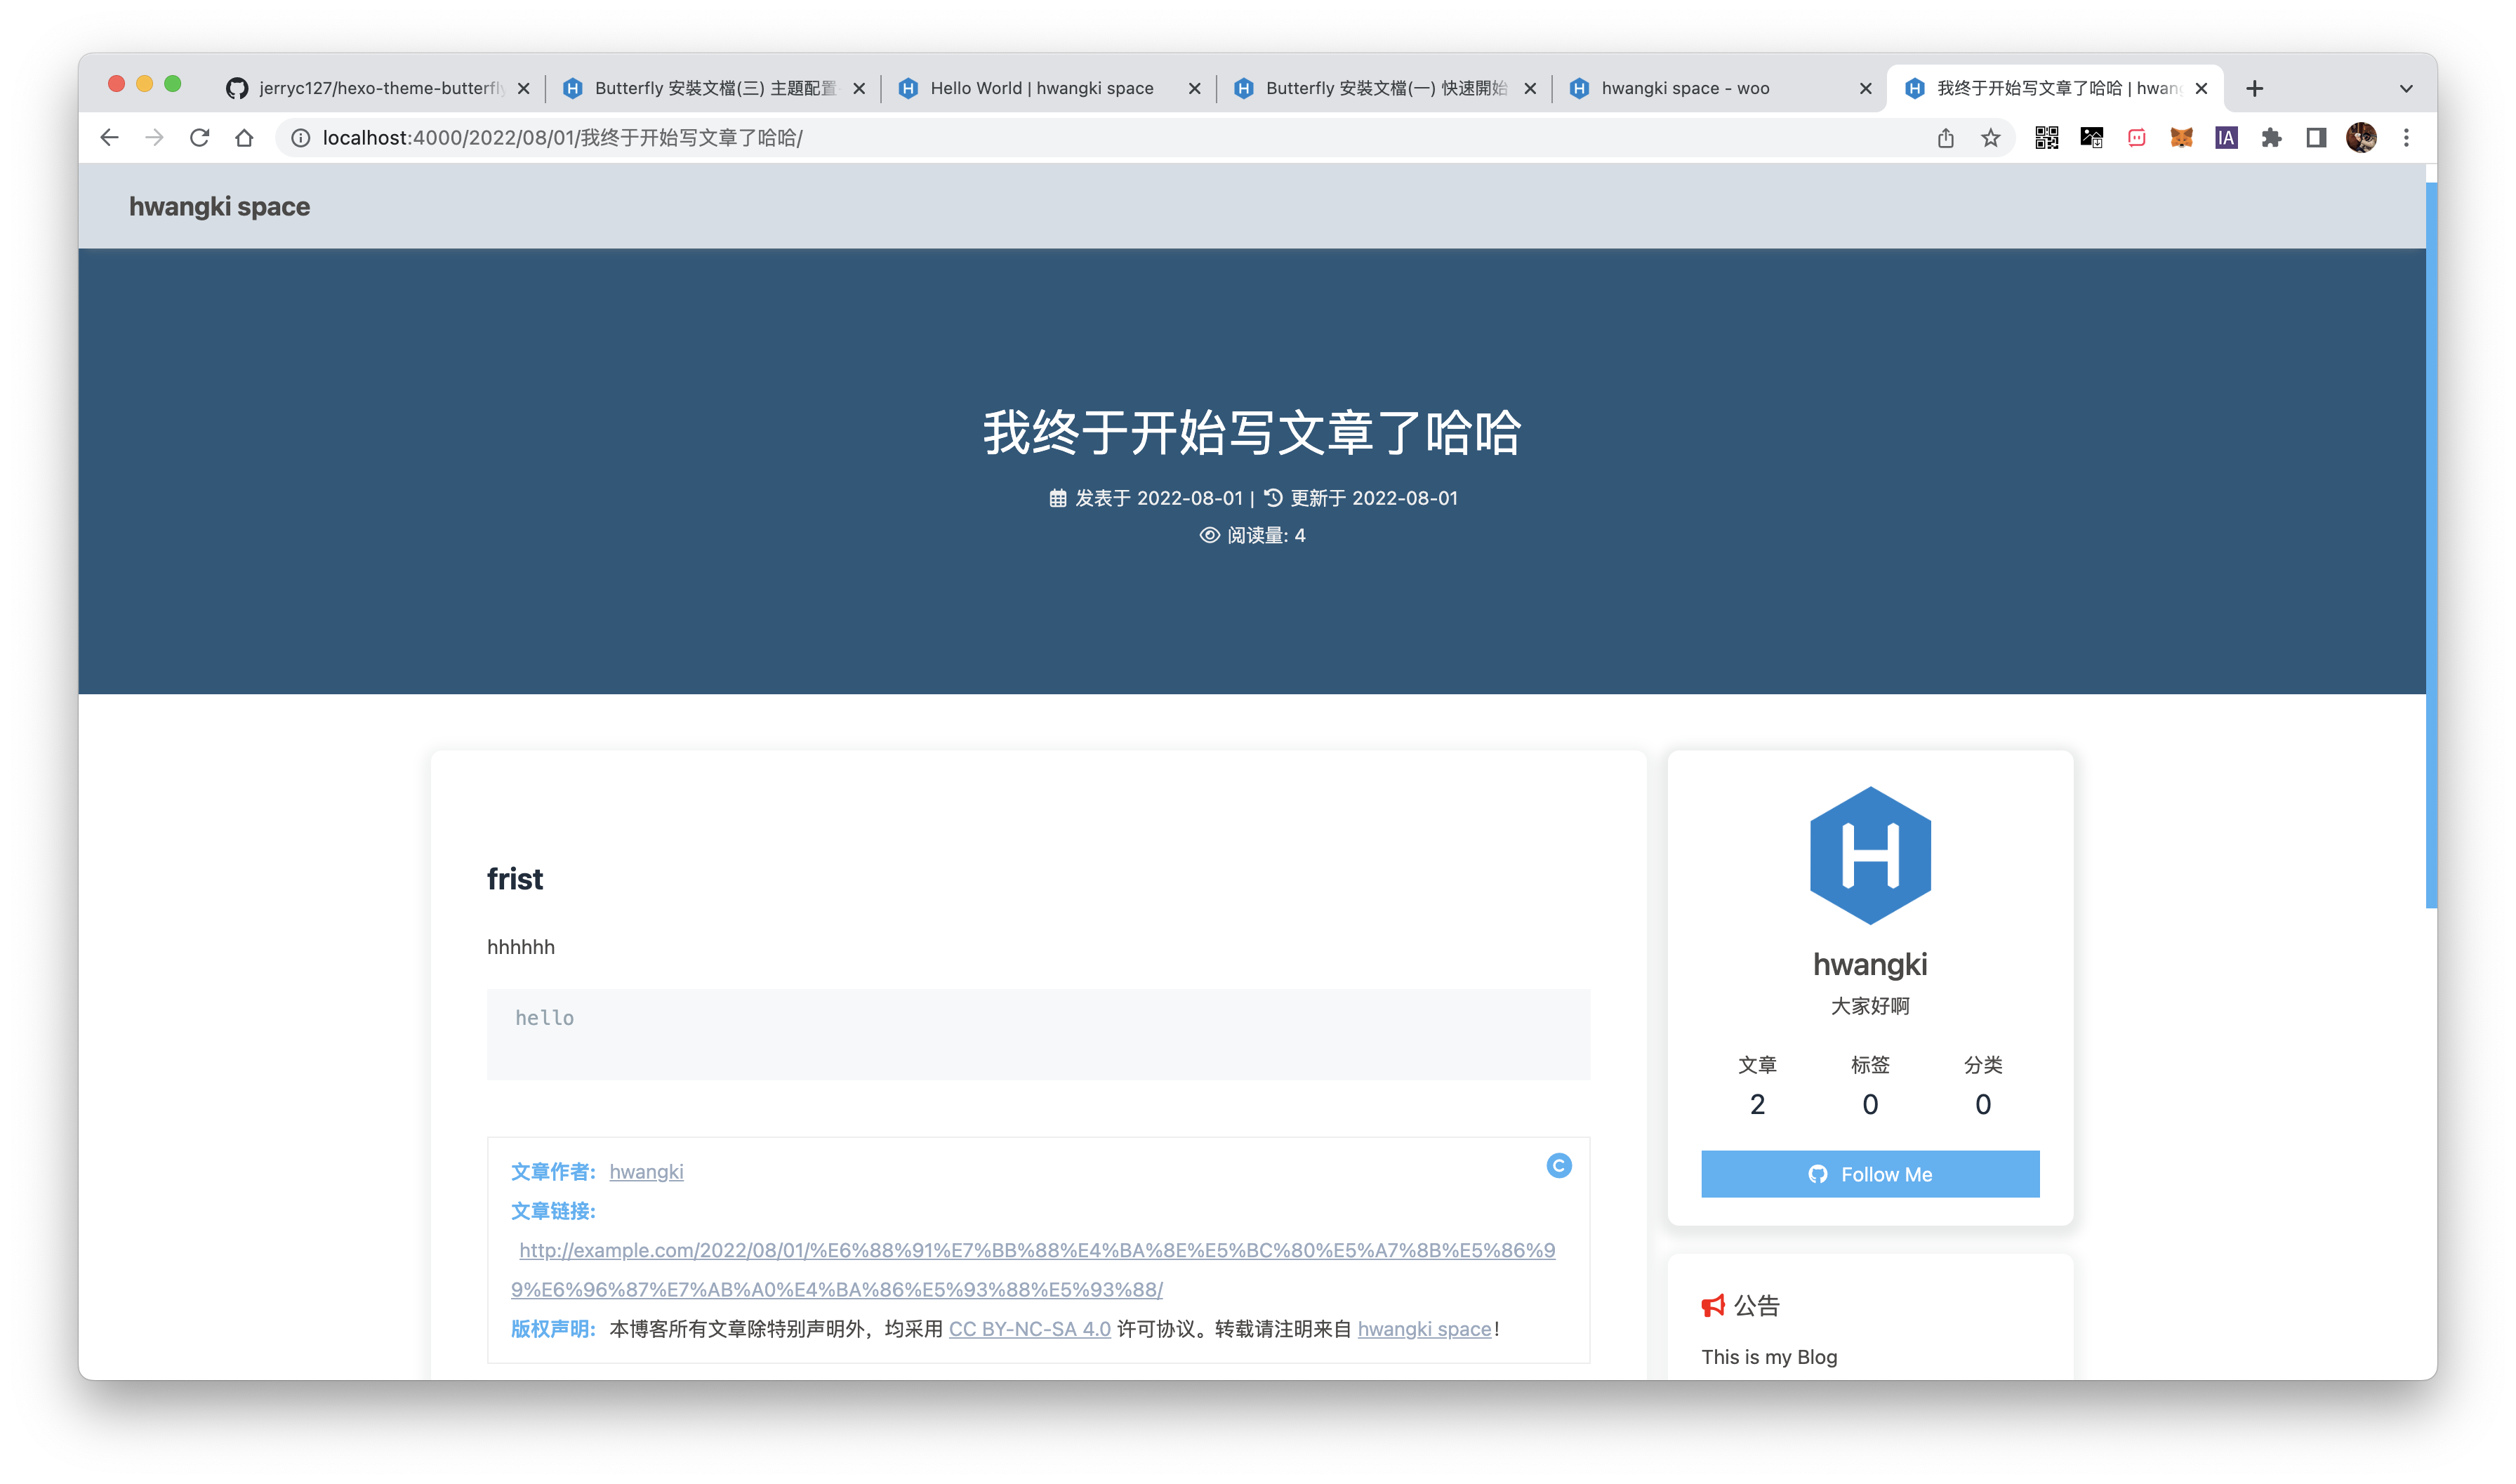 jerryc127/hexo-theme-butterfly
Butterfly 安裝文檔(三) 主題配置
Hello World | hwangki space
Butterfly 安裝文檔(一) 快速開始
hwangki space - woo
我终于开始写文章了哈哈 | hwang
localhost:4000/2022/08/01/我终于开始写文章了哈哈/
IA
hwangki space
我终于开始写文章了哈哈
发表于 2022-08-01 | 更新于 2022-08-01
阅读量: 4
frist
hhhhhh
hello
文章作者: hwangki
文章链接:
http://example.com/2022/08/01/%E6%88%91%E7%BB%88%E4%BA%8E%E5%BC%80%E5%A7%8B%E5%86%9
9%E6%96%87%E7%AB%A0%E4%BA%86%E5%93%88%E5%93%88/
版权声明: 本博客所有文章除特别声明外，均采用 CC BY-NC-SA 4.0 许可协议。转载请注明来自 hwangki space！
H
hwangki
大家好啊
文章 标签 分类
2 0 0
Follow Me
公告
This is my Blog